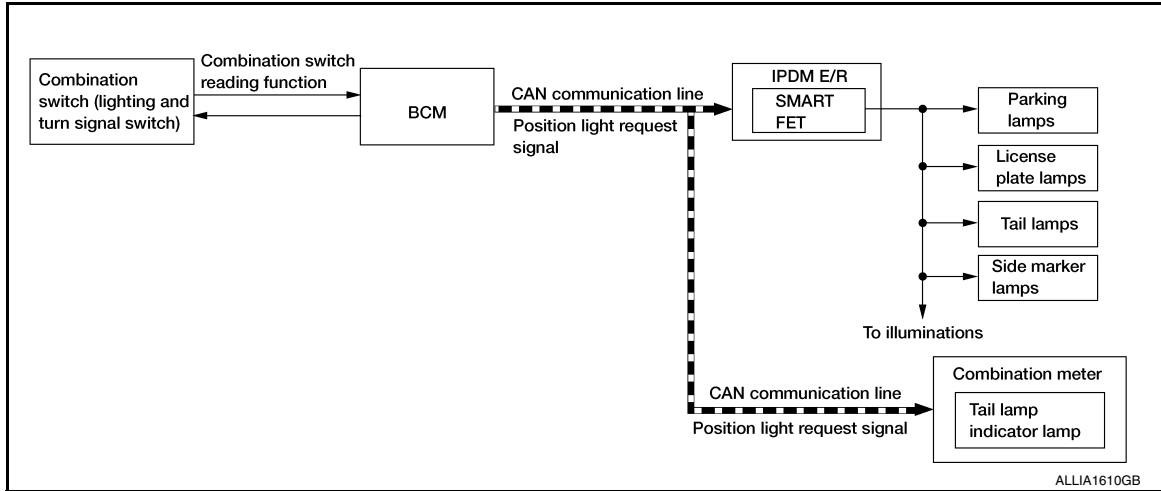 Combination
switch (lighting and
turn signal switch)
Combination switch
reading function
BCM
CAN communication line
Position light request
signal
IPDM E/R
SMART
FET
Parking
lamps
License
plate lamps
Tail lamps
Side marker
lamps
To illuminations
CAN communication line
Position light request signal
Combination meter
Tail lamp
indicator lamp
ALLIA1610GB